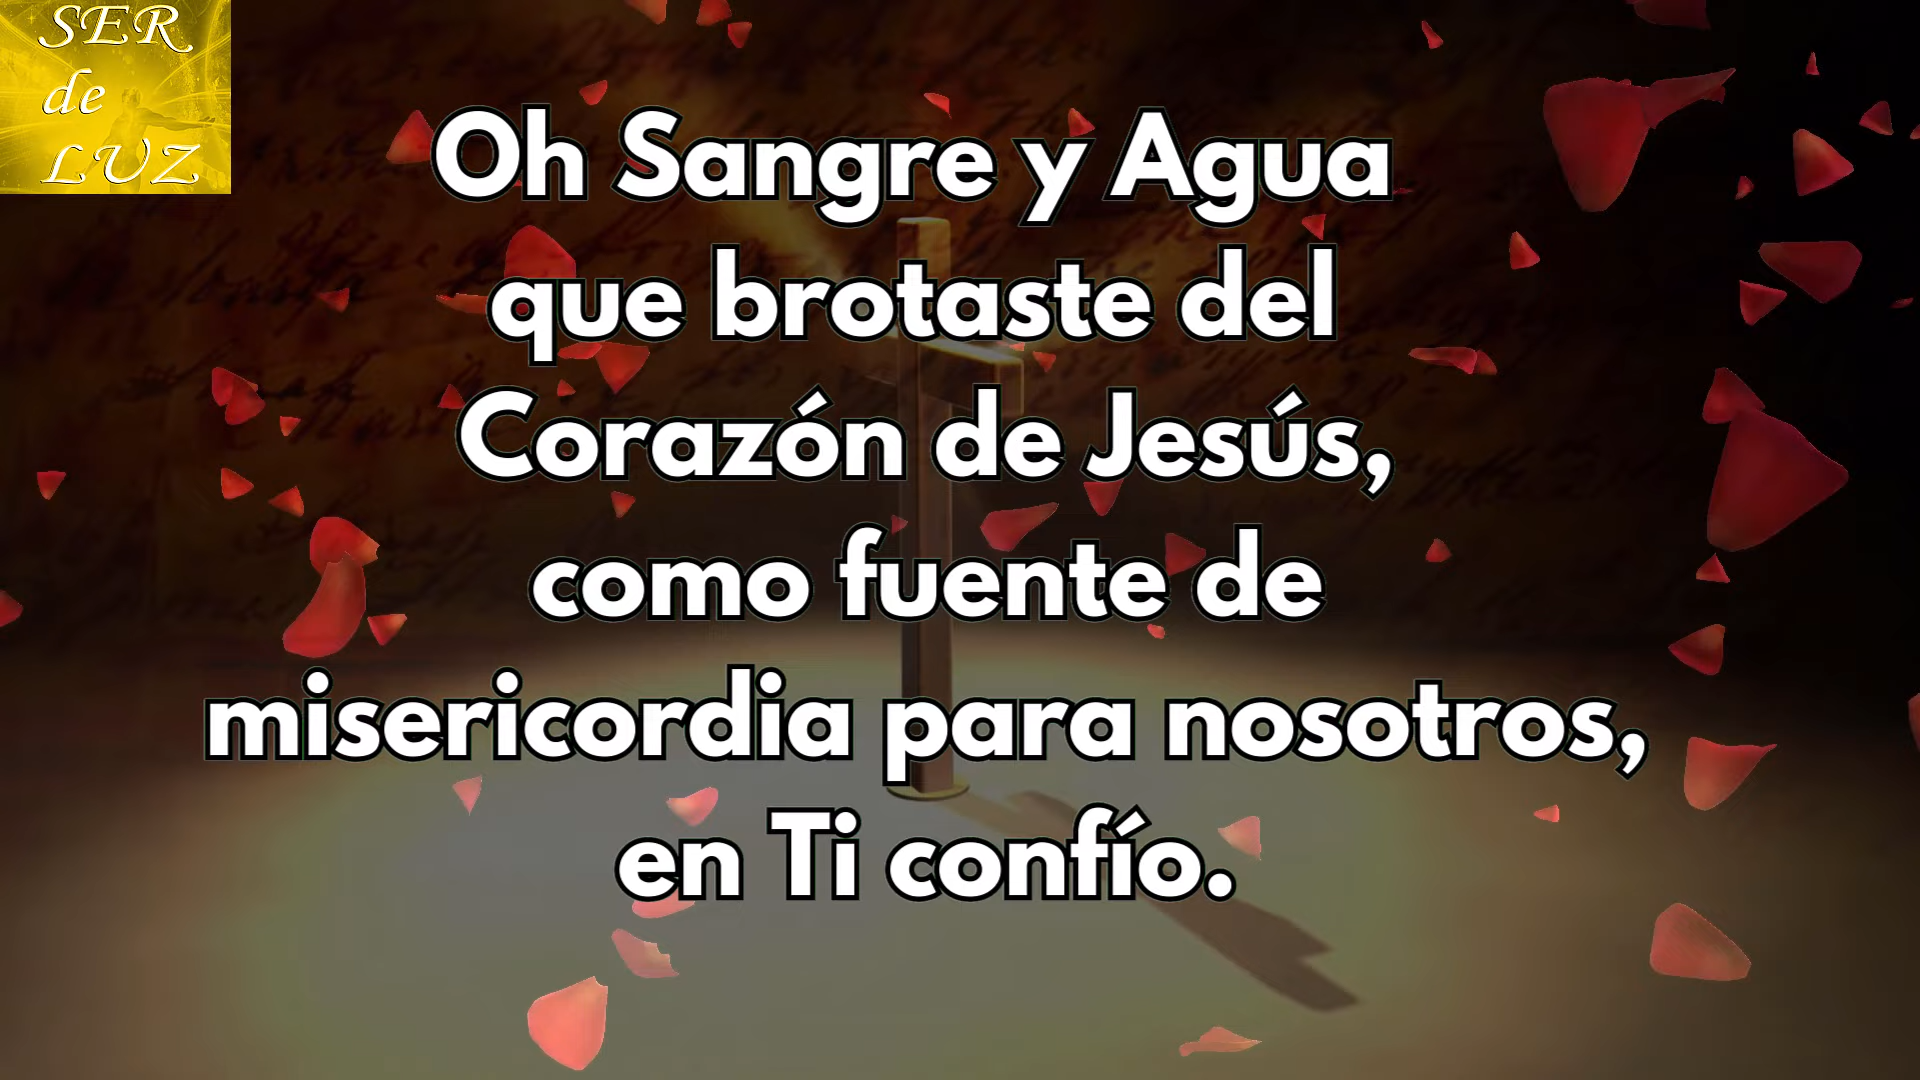 SER
de
LUZ
Oh Sangre y Agua
que brotaste del
Corazón de Jesús,
como fuente de
misericordia para nosotros,
en Ti confío.